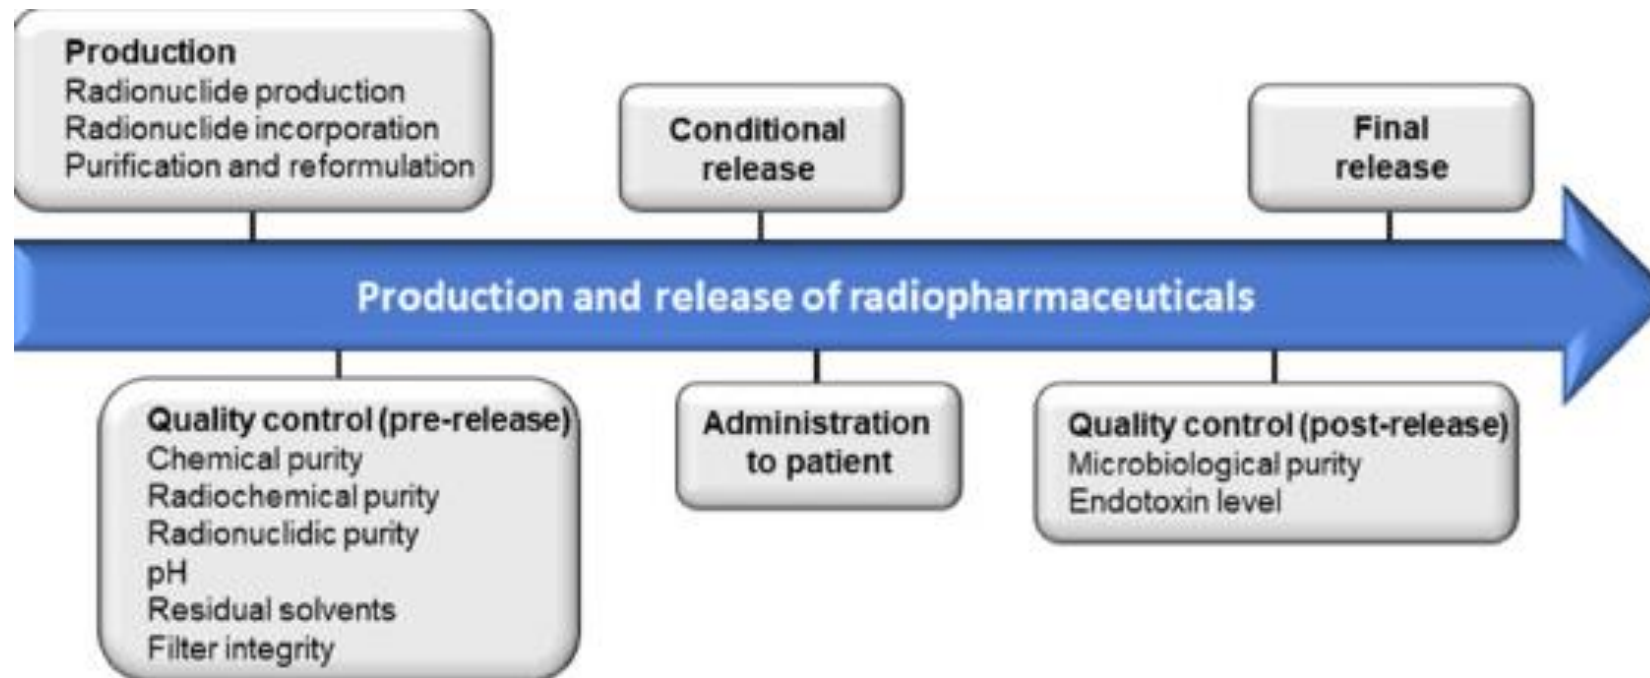 Production
Radionuclide production
Radionuclide incorporation
Purification and reformulation
Conditional
release
Final
release
Production and release of radiopharmaceuticals
Quality control (pre-release)
Chemical purity
Radiochemical purity
Radionuclidic purity
pH
Residual solvents
Filter integrity
Administration
to patient
Quality control (post-release)
Microbiological purity
Endotoxin level